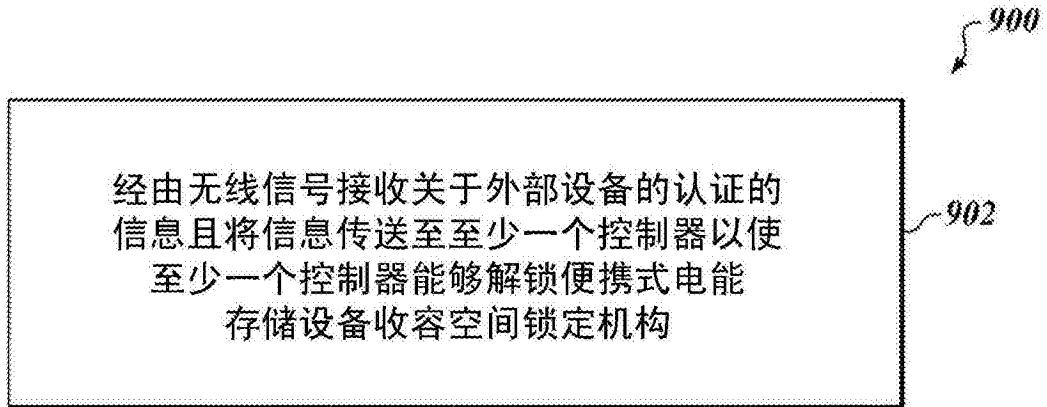 900
经由无线信号接收关于外部设备的认证的
信息且将信息传送至至少一个控制器以使
至少一个控制器能够解锁便携式电能
存储设备收容空间锁定机构
902